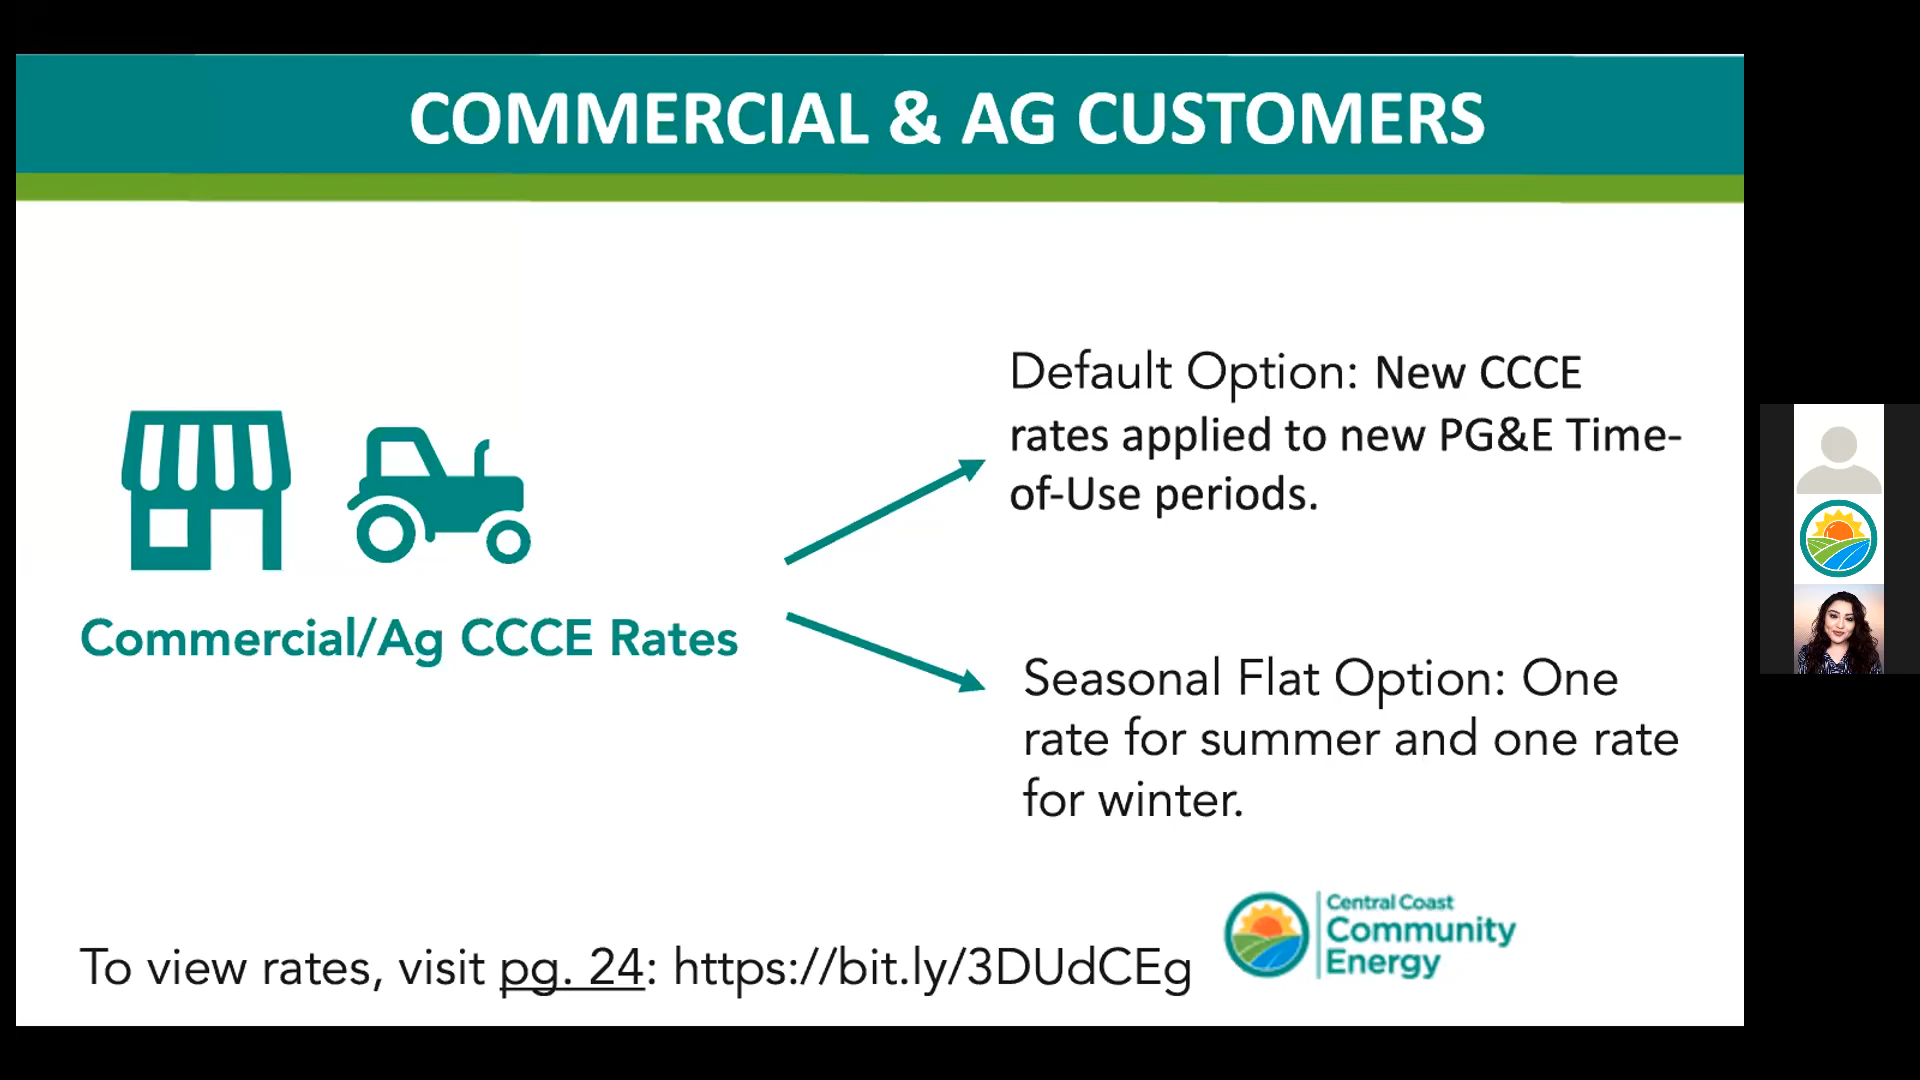 COMMERCIAL & AG CUSTOMERS
Default Option: New CCCE
rates applied to new PG&E Time-
of-Use periods.
Commercial/Ag CCCE Rates
Seasonal Flat Option: One
rate for summer and one rate
for winter.
To view rates, visit pg. 24: https://bit.ly/3DUdCEg
Central Coast
Community
Energy